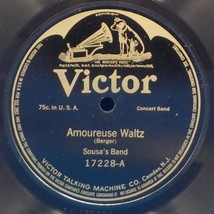 "HIS MASTER'S VOICE"
Victor
75c. in U.S.A.
Concert Band
Amoureuse Waltz
(Berger)
Sousa's Band
17228-A
VICTOR TALKING MACHINE CO. Camden, N.J.